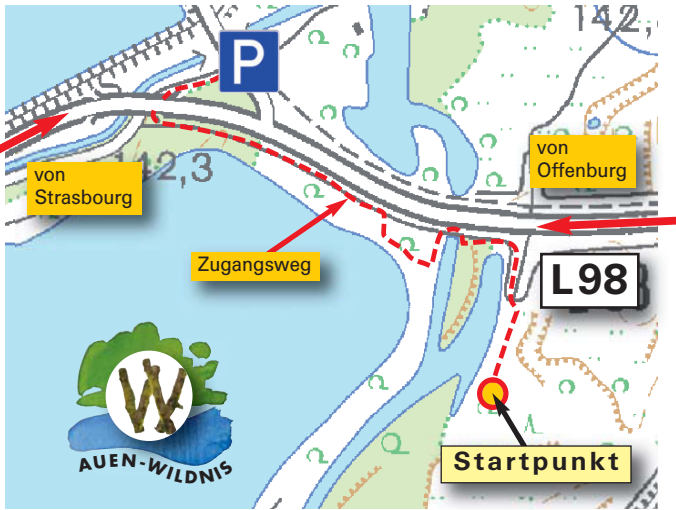 P
142,
von
Offenburg
142,3
von
Strasbourg
Zugangsweg
L98
W
AUEN-WILDNIS
Startpunkt